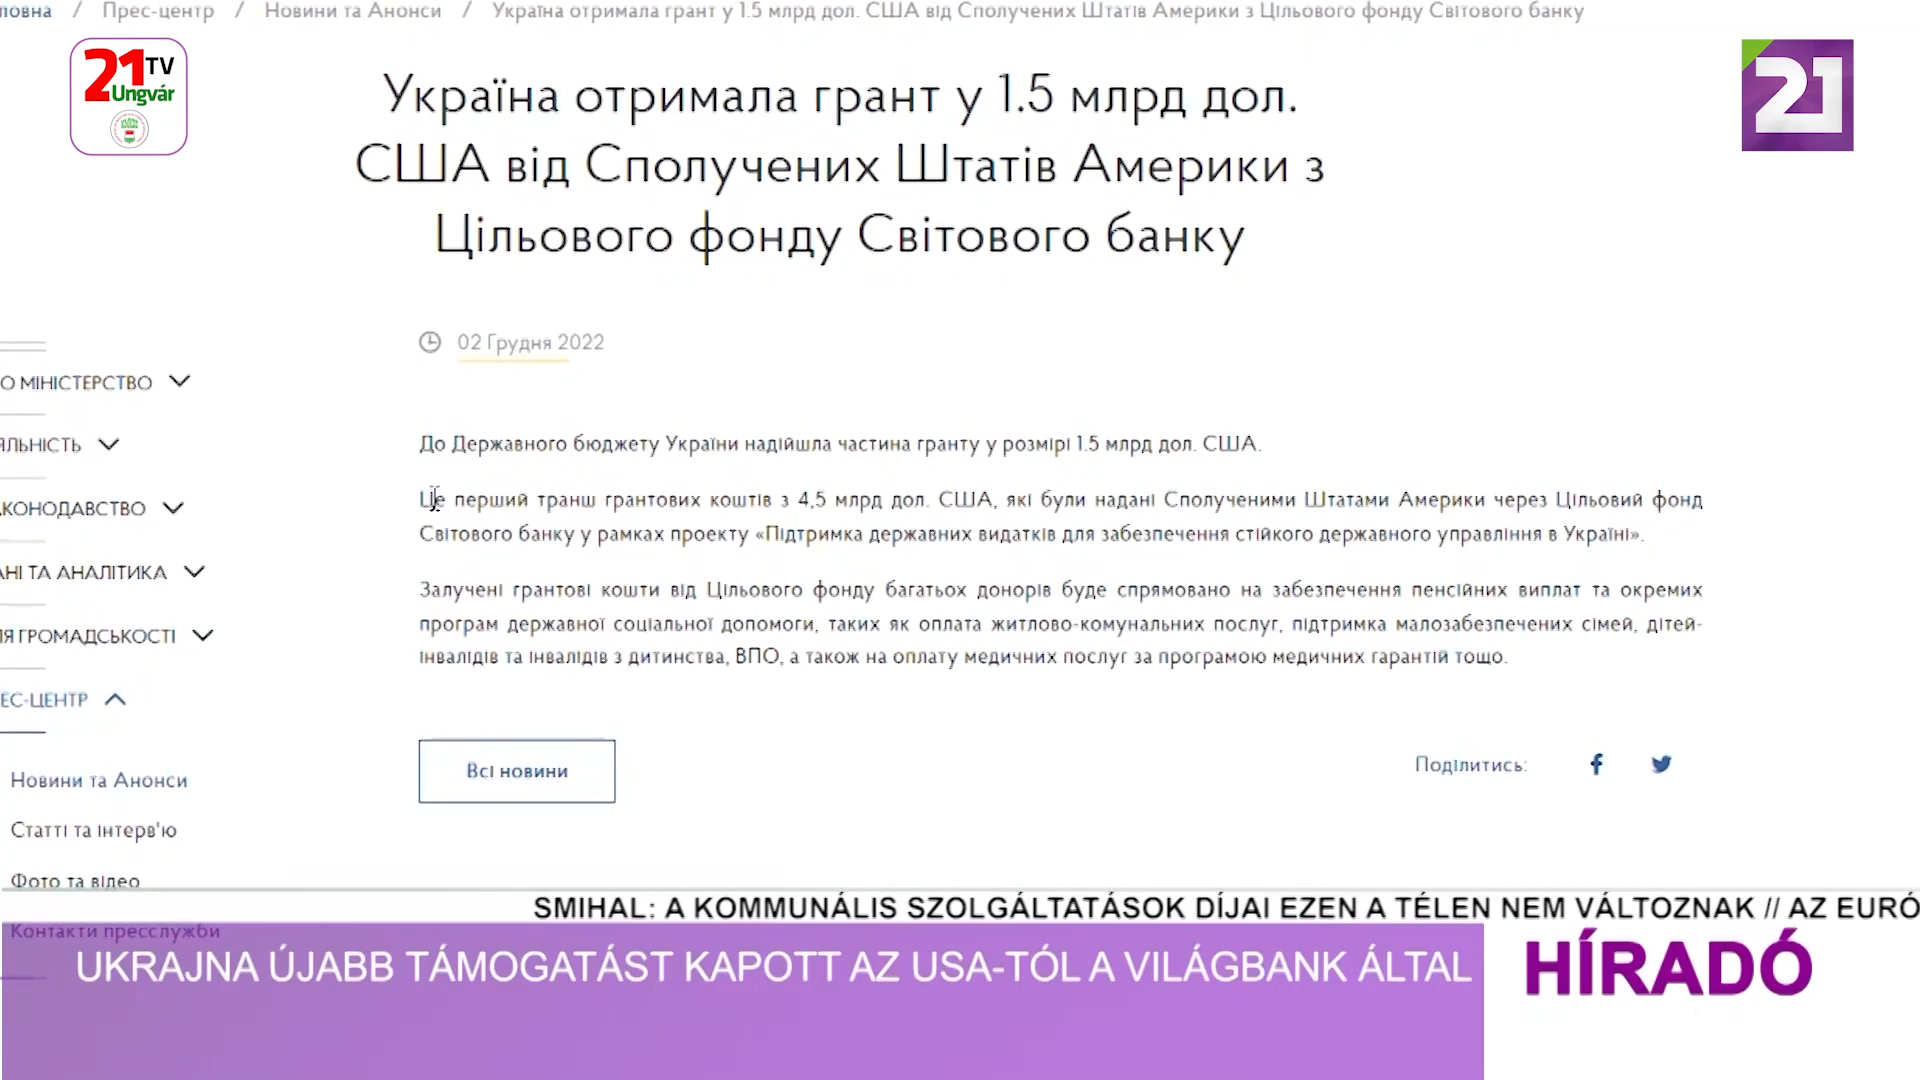 ловна / Прес-центр / Новини та Анонси / Україна отримала грант у 1.5 млрд дол. США від Сполучених Штатів Америки з Цільового фонду Світового банку
21 TV
Ungvár
21
Україна отримала грант у 1.5 млрд дол.
США від Сполучених Штатів Америки з
Цільового фонду Світового банку
02 Грудня 2022
О МІНІСТЕРСТВО
ЯЛЬНІСТЬ
АКОНОДАВСТВО
АНІ ТА АНАЛІТИКА
ЛЯ ГРОМАДСЬКОСТІ
ЕС-ЦЕНТР
Новини та Анонси
Статті та інтерв'ю
Фото та відео
Контакти пресслужби
До Державного бюджету України надійшла частина гранту у розмірі 1.5 млрд дол. США.
Це перший транш грантових коштів з 4,5 млрд дол. США, які були надані Сполученими Штатами Америки через Цільовий фонд
Світового банку у рамках проекту «Підтримка державних видатків для забезпечення стійкого державного управління в Україні».
Залучені грантові кошти від Цільового фонду багатьох донорів буде спрямовано на забезпечення пенсійних виплат та окремих
програм державної соціальної допомоги, таких як оплата житлово-комунальних послуг, підтримка малозабезпечених сімей, дітей-
інвалідів та інвалідів з дитинства, ВПО, а також на оплату медичних послуг за програмою медичних гарантій тощо.
Всі новини
Поділитись:
SMIHAL: A KOMMUNÁLIS SZOLGÁLTATÁSOK DÍJAI EZEN A TÉLEN NEM VÁLTOZNAK // AZ EURÓ
UKRAJNA ÚJABB TÁMOGATÁST KAPOTT AZ USA-TÓL A VILÁGBANK ÁLTAL
HÍRADÓ